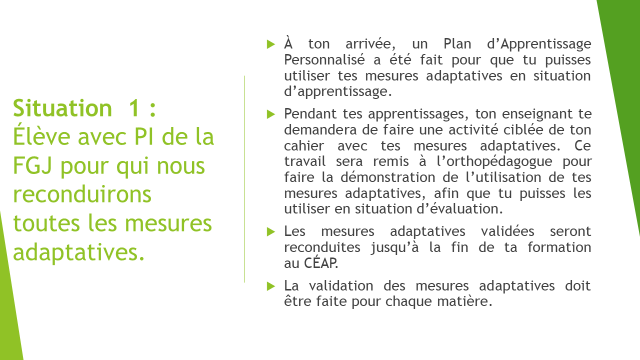 Situation 1 :
Élève avec PI de la
FGJ pour qui nous
reconduirons
toutes les mesures
adaptatives.
À ton arrivée, un Plan d’Apprentissage
Personnalisé a été fait pour que tu puisses
utiliser tes mesures adaptatives en situation
d’apprentissage.
Pendant tes apprentissages, ton enseignant te
demandera de faire une activité ciblée de ton
cahier avec tes mesures adaptatives. Ce
travail sera remis à l’orthopédagogue pour
faire la démonstration de l’utilisation de tes
mesures adaptatives, afin que tu puisses les
utiliser en situation d’évaluation.
Les mesures adaptatives validées seront
reconduites jusqu’à la fin de ta formation
au CÉAP.
La validation des mesures adaptatives doit
être faite pour chaque matière.